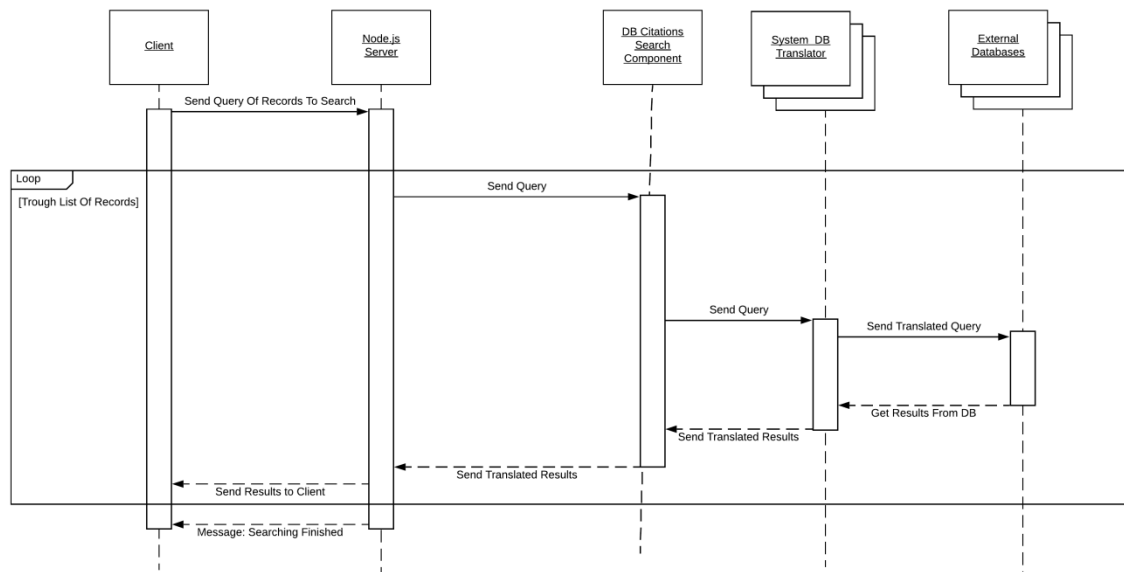 Client
Node.js
Server
DB Citations
Search
Component
System DB
Translator
External
Databases
Send Query Of Records To Search
Loop
[Trough List Of Records]
Send Query
Send Query
Send Translated Query
Get Results From DB
Send Translated Results
Send Translated Results
Send Results to Client
Message: Searching Finished